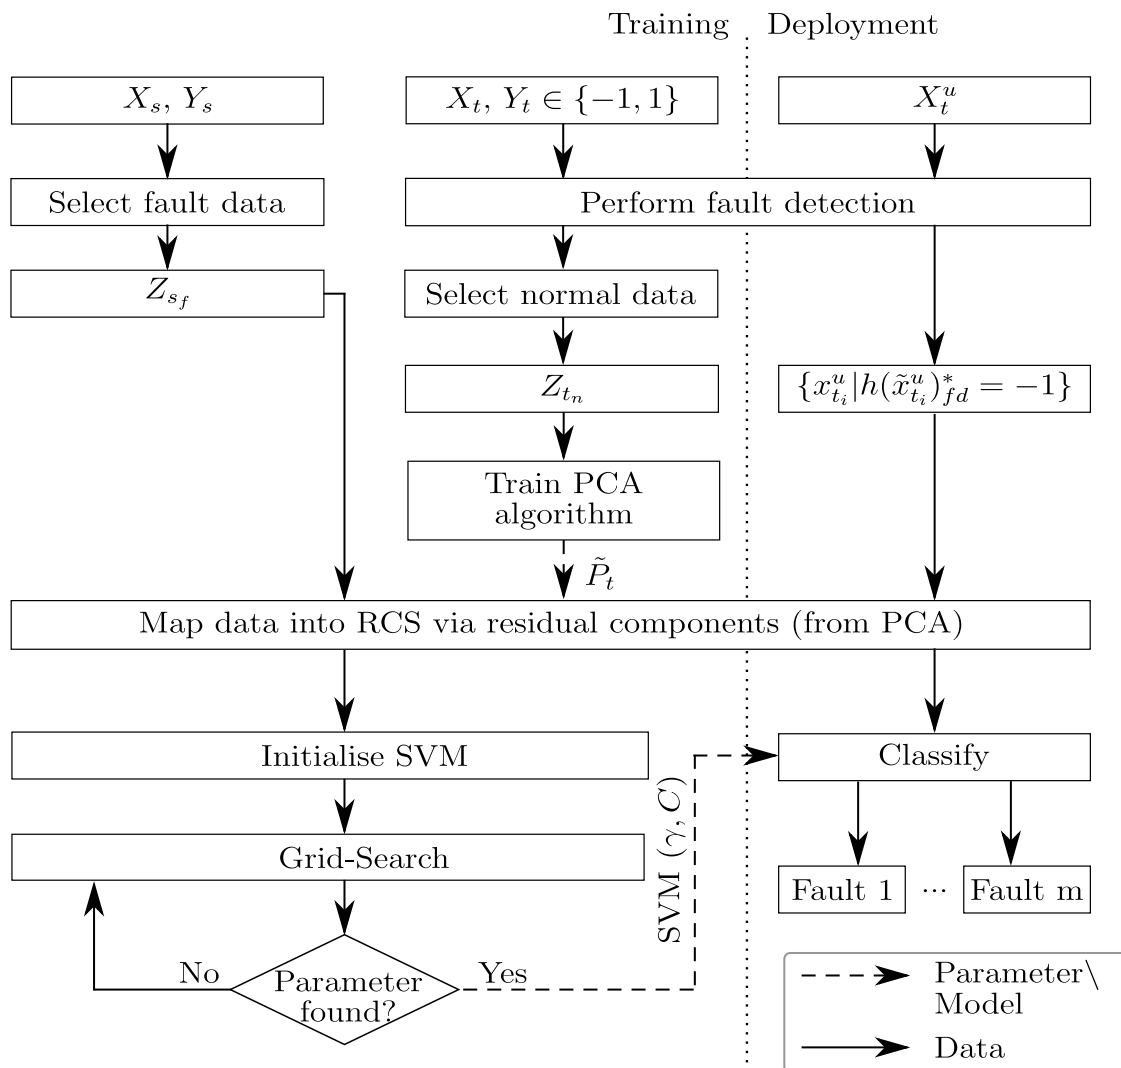 Training
Deployment
X_s, Y_s
X_t, Y_t ∈ {−1, 1}
X_t^u
Select fault data
Perform fault detection
Z_{s_f}
Select normal data
Z_{t_n}
{x_{t_i}^u|h(x̃_{t_i}^u)_{fd}^* = −1}
Train PCA
algorithm
P̃_t
Map data into RCS via residual components (from PCA)
Initialise SVM
Classify
SVM (γ, C)
Grid-Search
Fault 1
...
Fault m
No
Parameter
found?
Yes
Parameter\
Model
Data